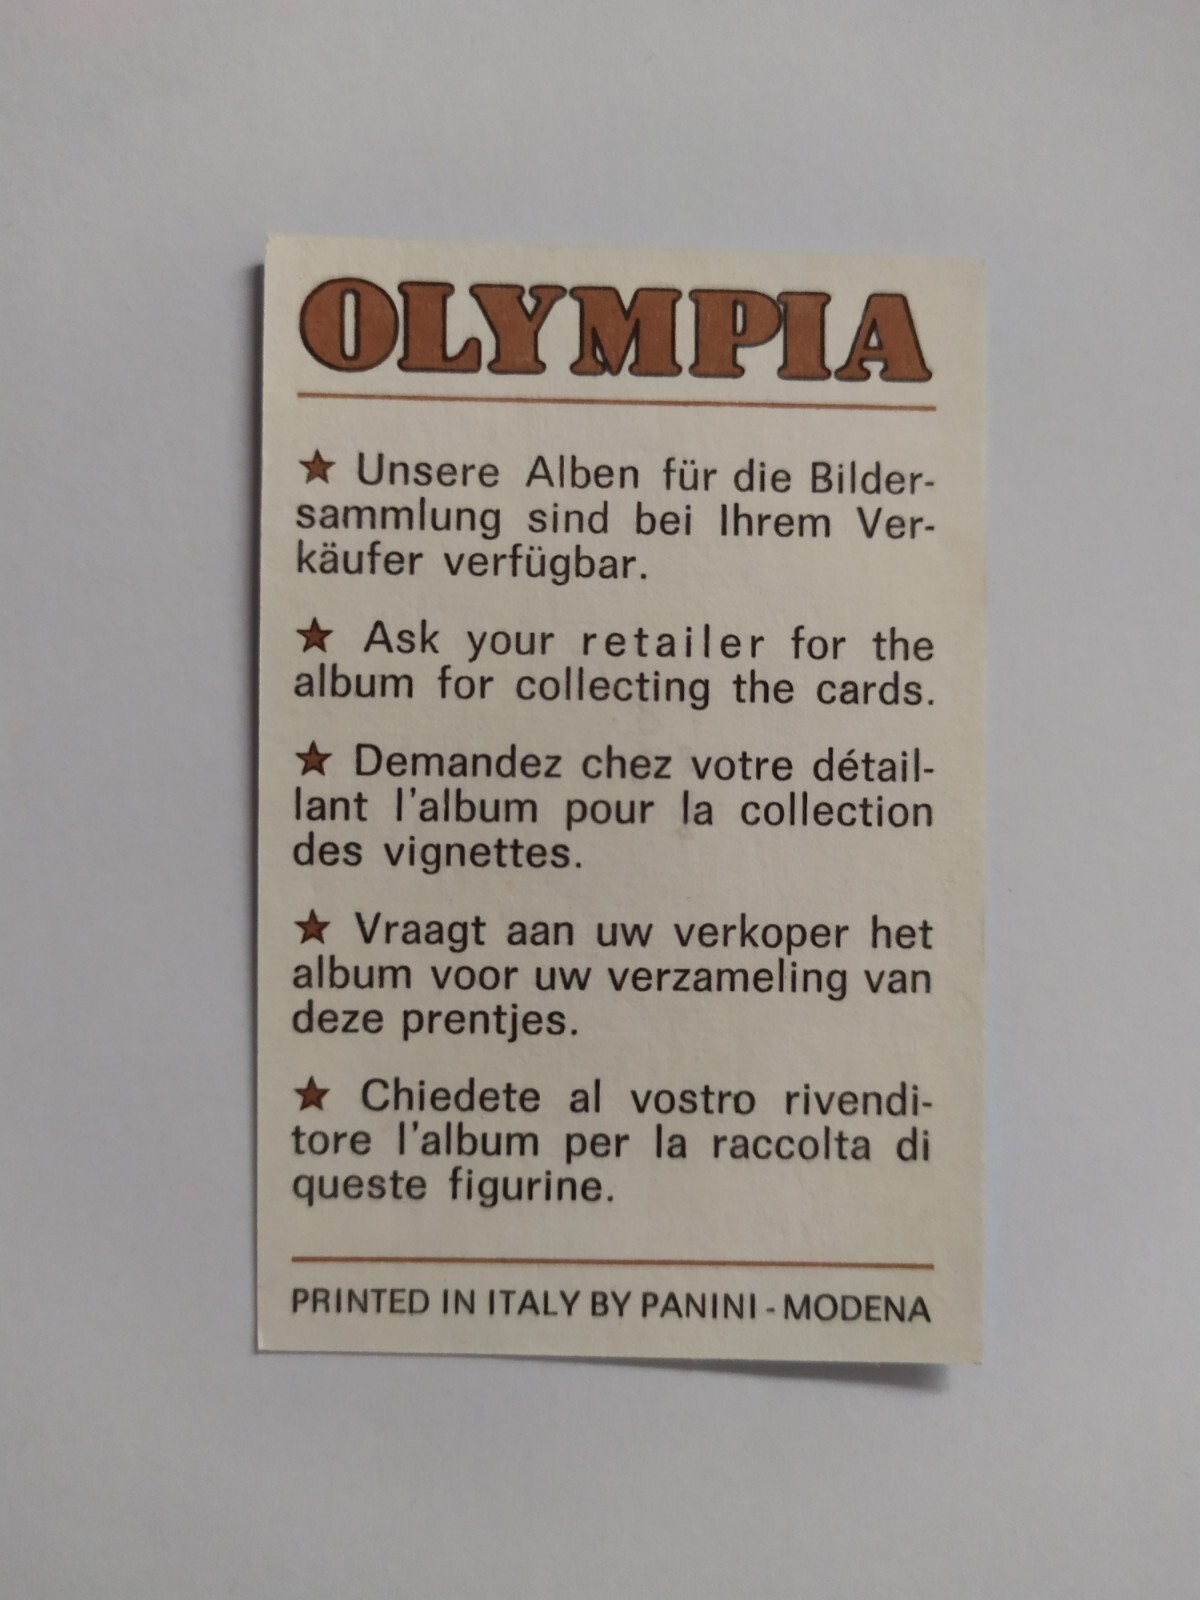 OLYMPIA
★ Unsere Alben für die Bilder-
sammlung sind bei Ihrem Ver-
käufer verfügbar.
★ Ask your retailer for the
album for collecting the cards.
★ Demandez chez votre détail-
lant l'album pour la collection
des vignettes.
★ Vraagt aan uw verkoper het
album voor uw verzameling van
deze prentjes.
★ Chiedete al vostro rivendi-
tore l'album per la raccolta di
queste figurine.
PRINTED IN ITALY BY PANINI - MODENA